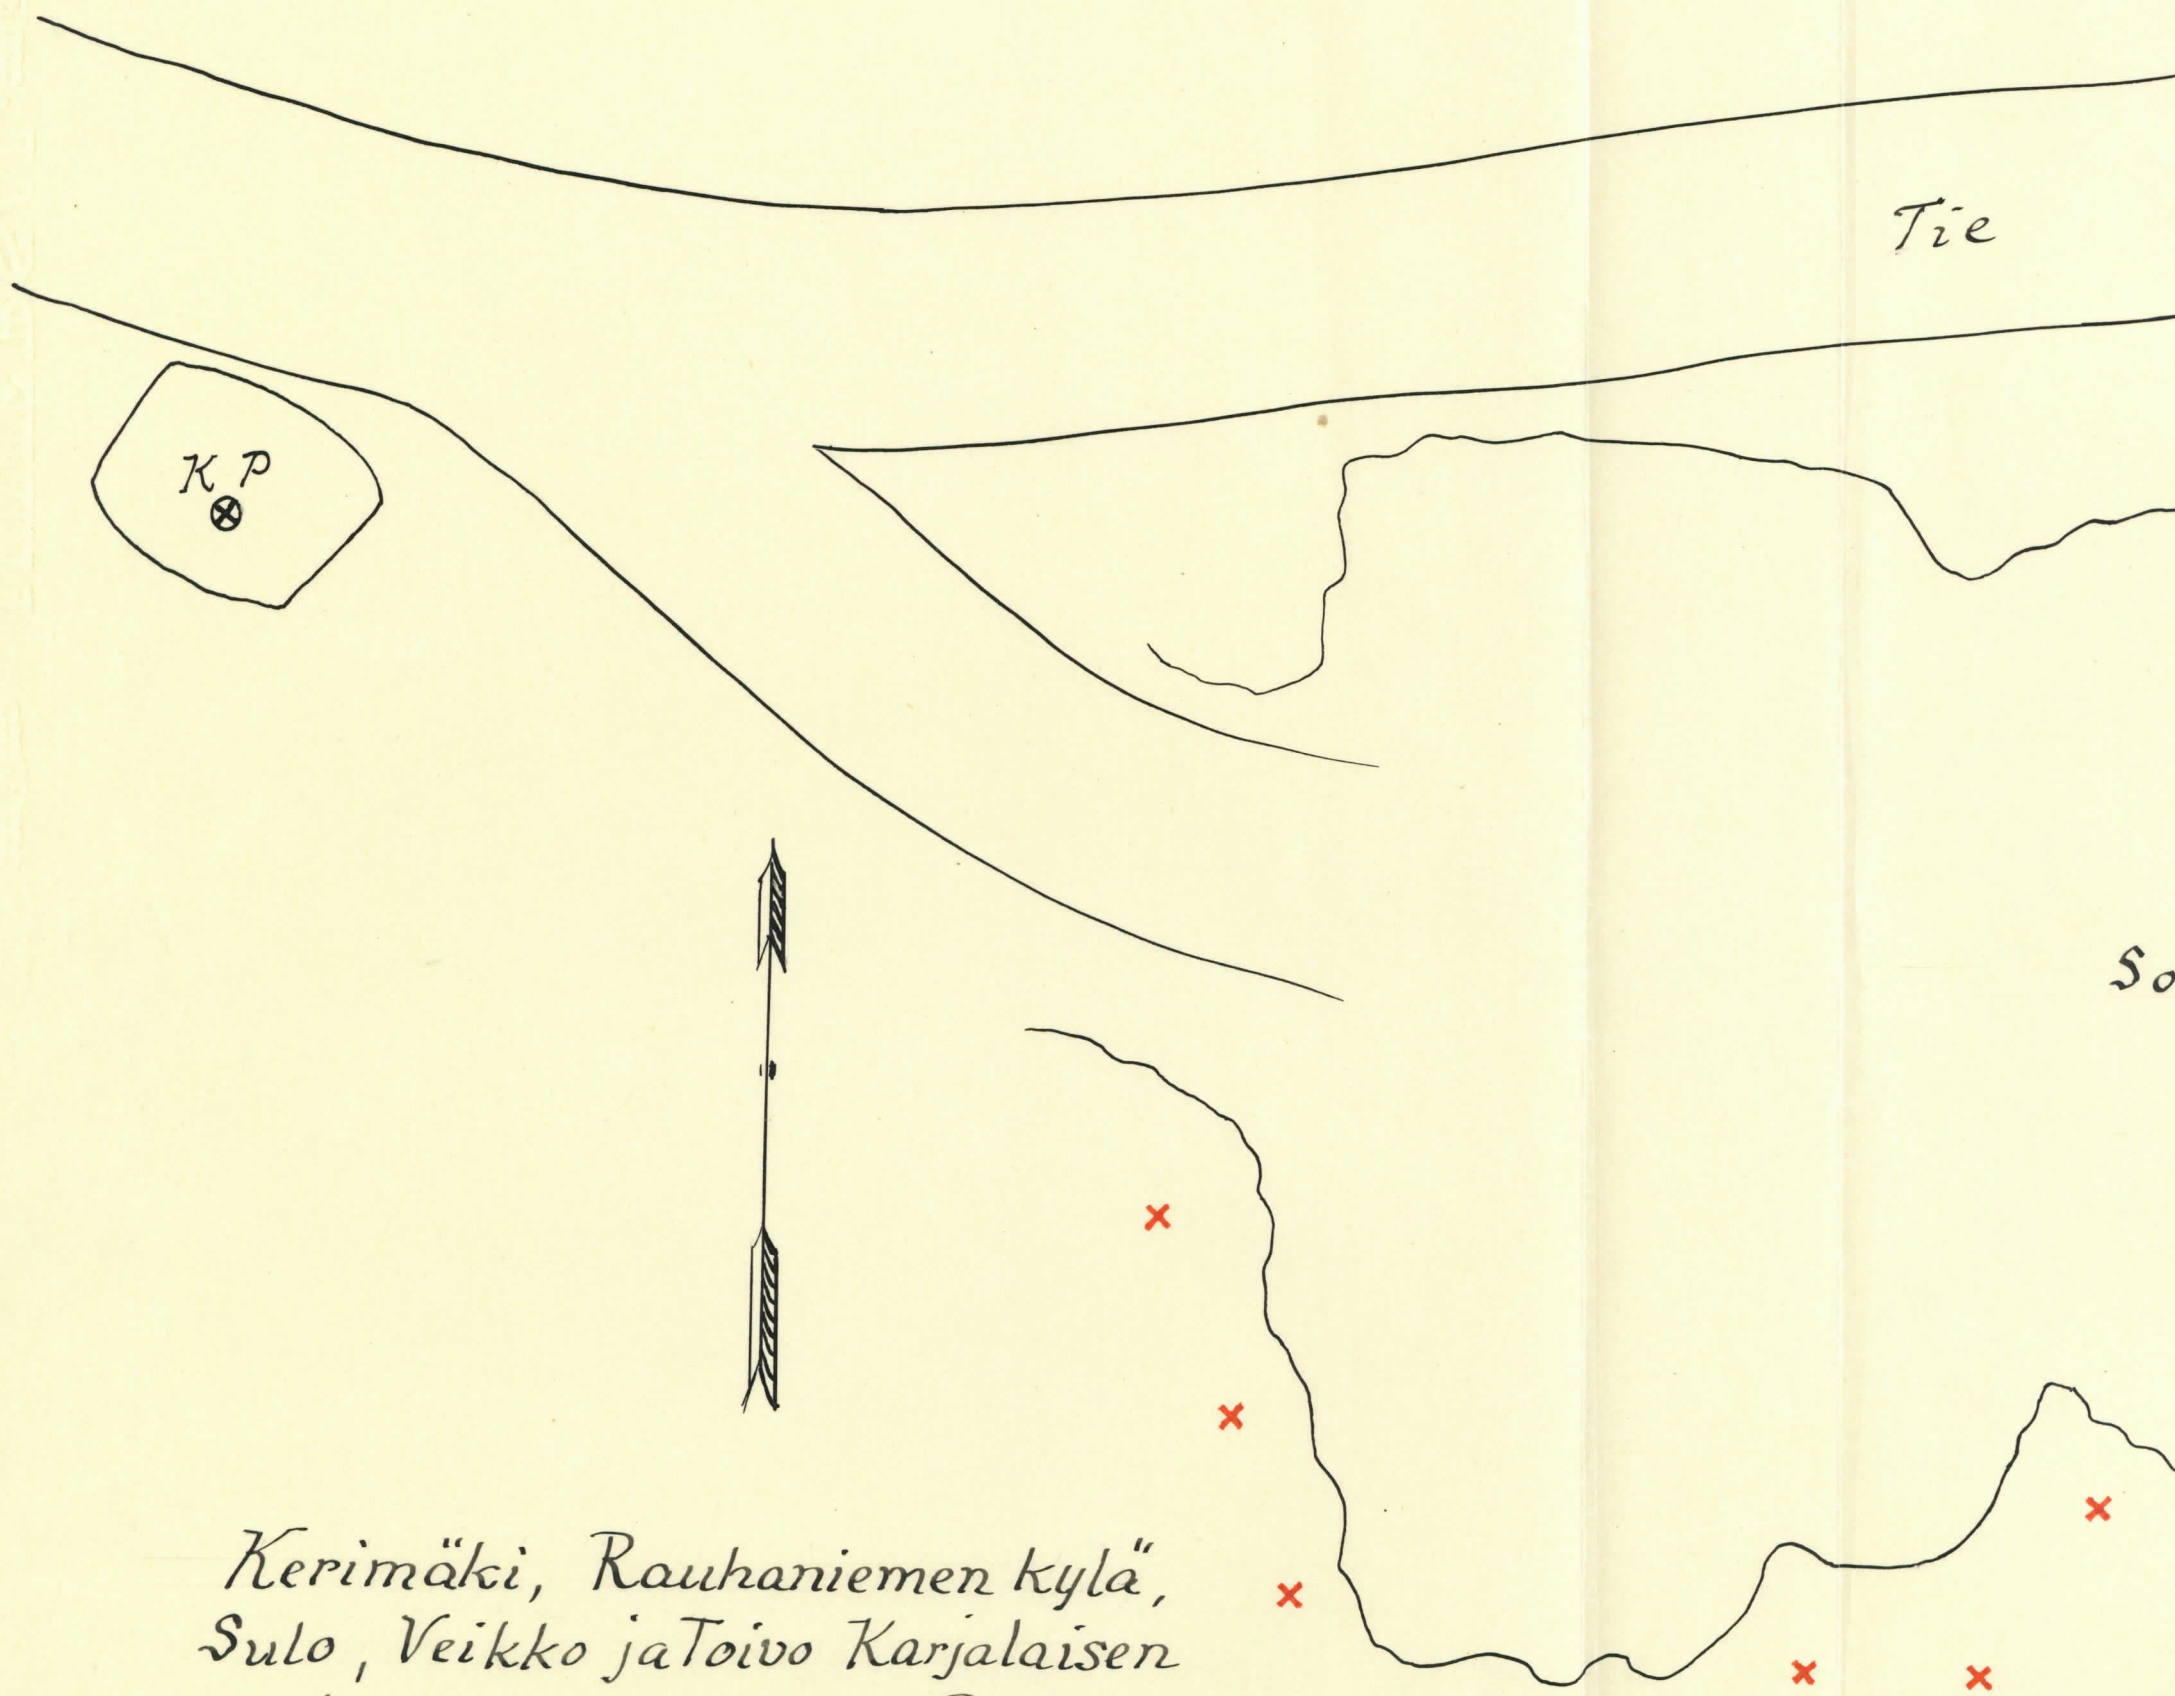 Tie
K P
So
Kerimäki, Rauhaniemen kylä,
Sulo, Veikko ja Toivo Karjalaisen